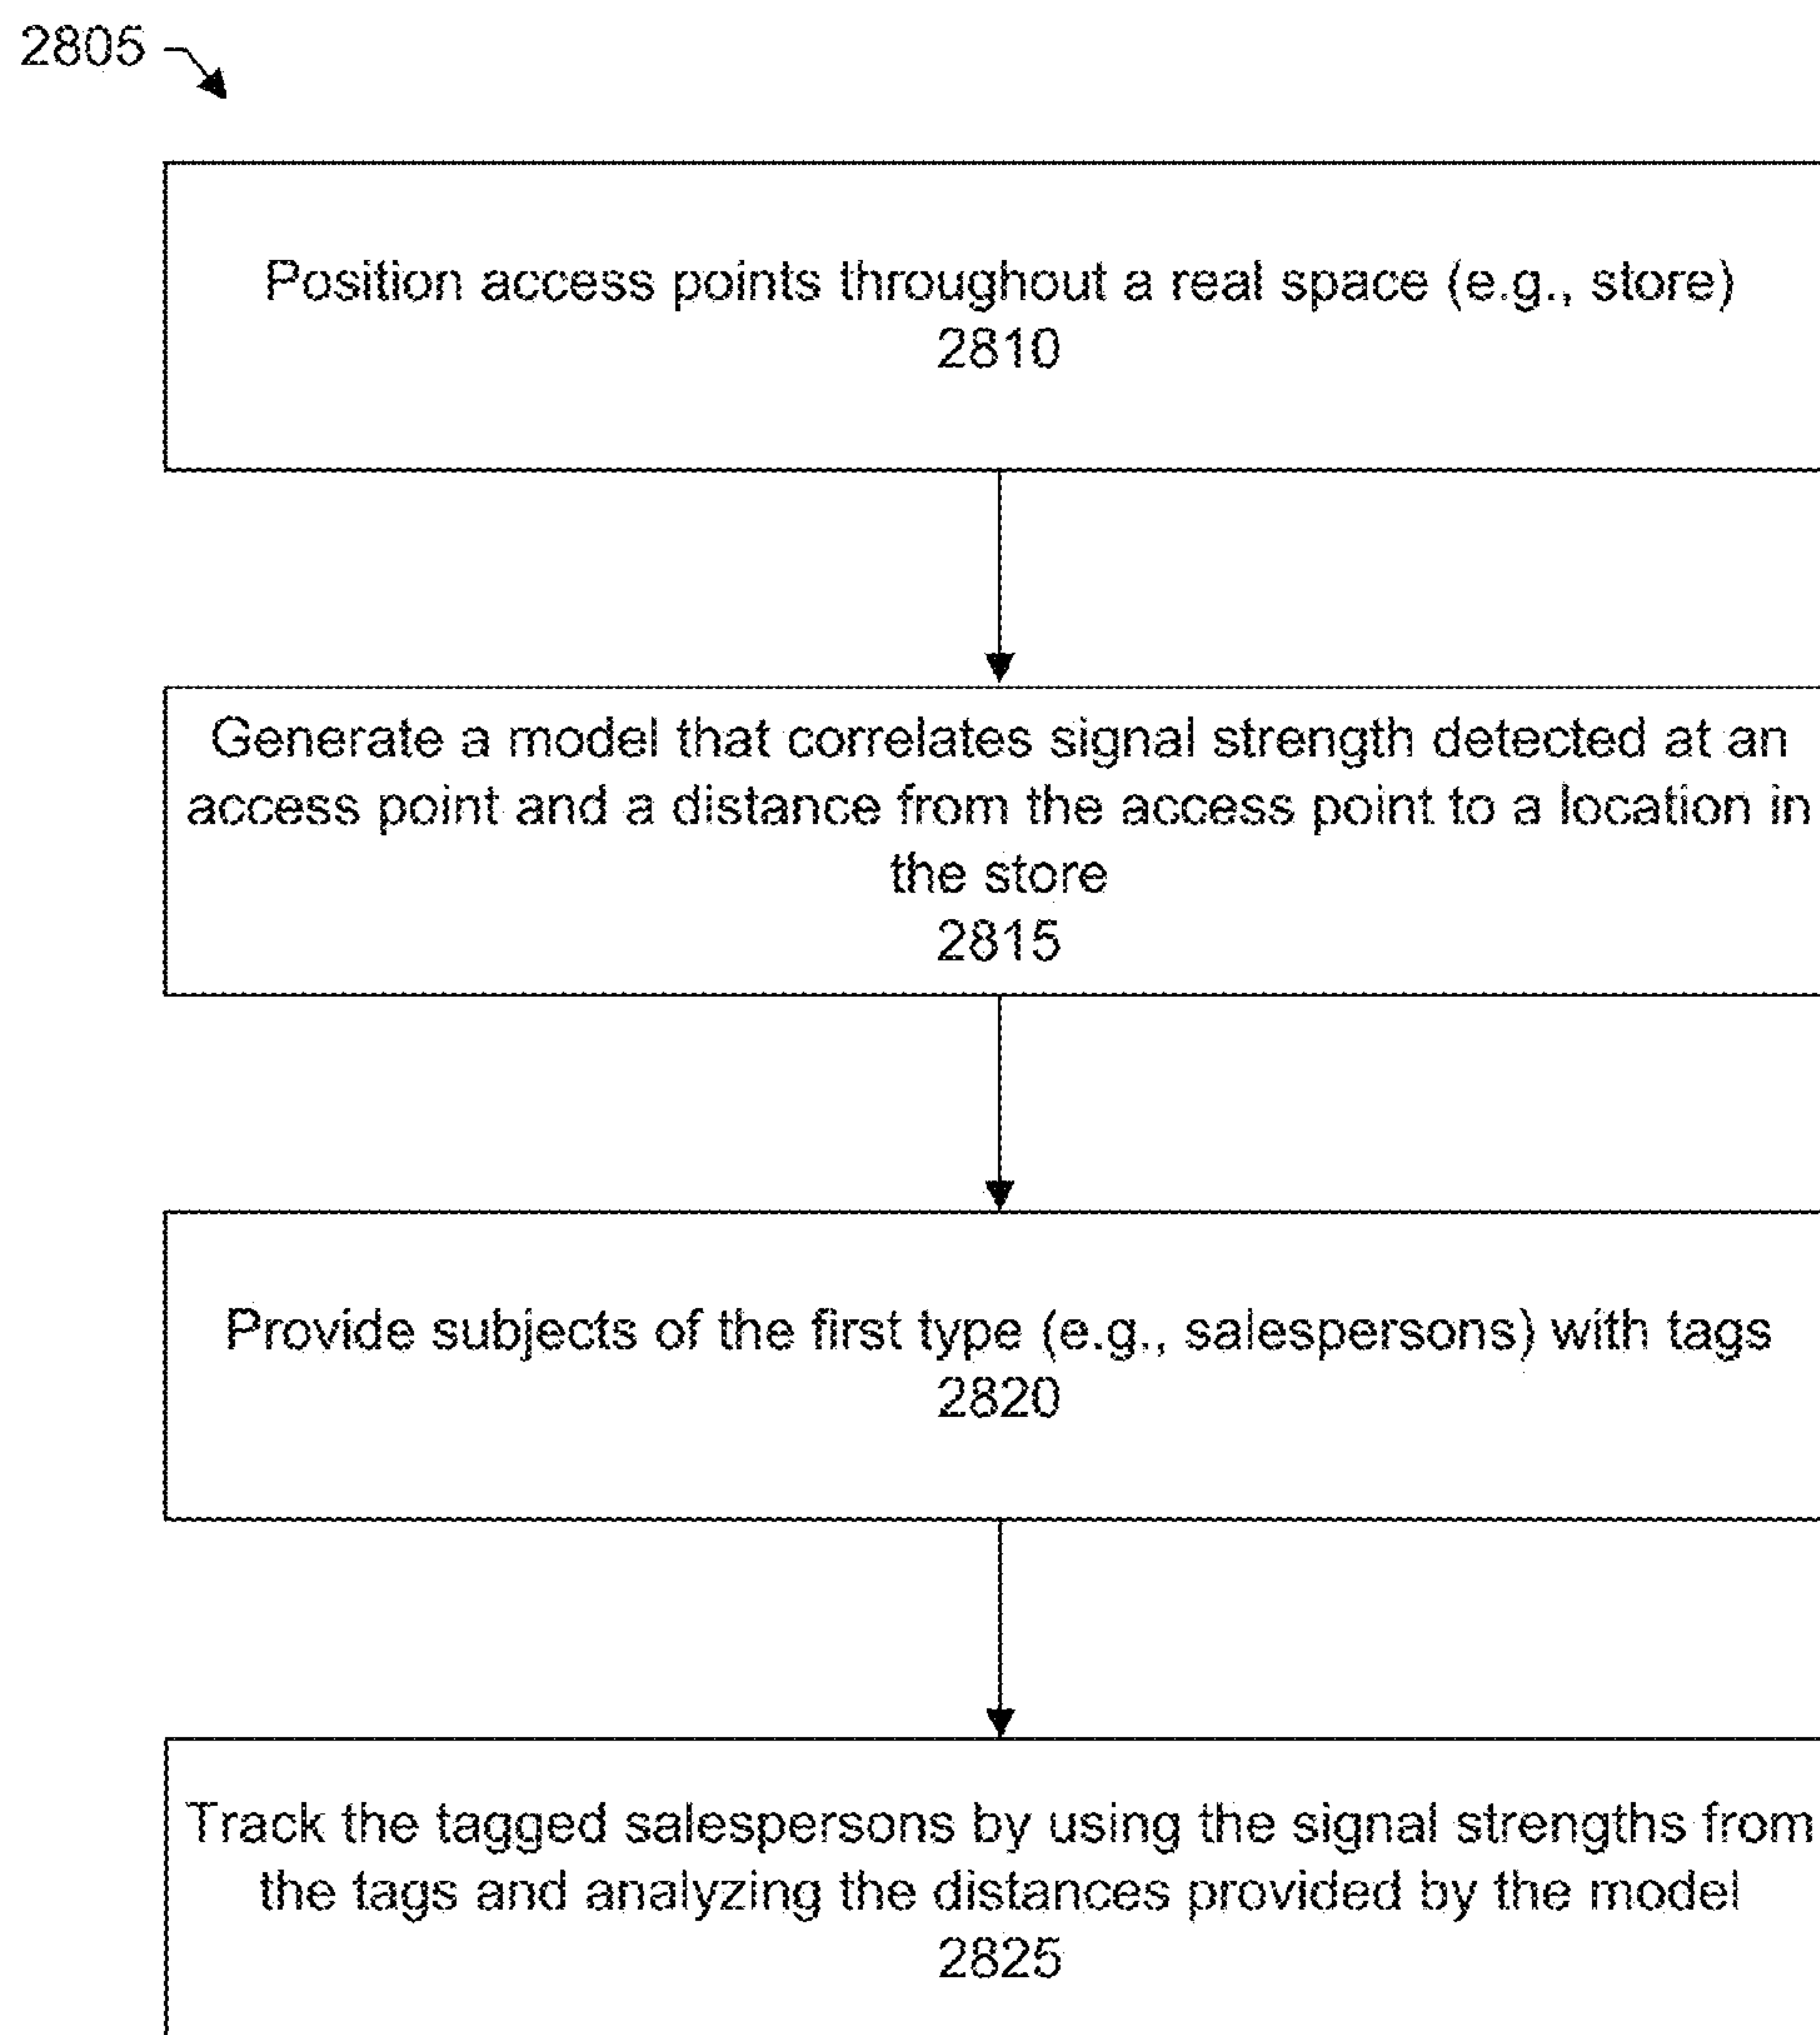 2805
Position access points throughout a real space (e.g., store)
2810
Generate a model that correlates signal strength detected at an
access point and a distance from the access point to a location in
the store
2815
Provide subjects of the first type (e.g., salespersons) with tags
2820
Track the tagged salespersons by using the signal strengths from
the tags and analyzing the distances provided by the model
2825